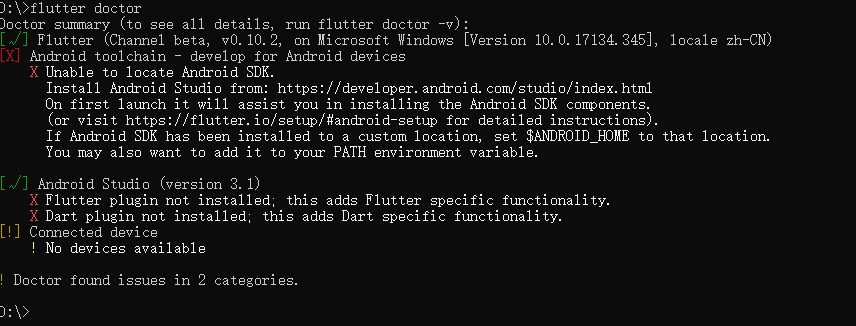 D:\>flutter doctor
Doctor summary (to see all details, run flutter doctor -v):
[√] Flutter (Channel beta, v0.10.2, on Microsoft Windows [Version 10.0.17134.345], locale zh-CN)
[X] Android toolchain - develop for Android devices
X Unable to locate Android SDK.
Install Android Studio from: https://developer.android.com/studio/index.html
On first launch it will assist you in installing the Android SDK components.
(or visit https://flutter.io/setup/#android-setup for detailed instructions).
If Android SDK has been installed to a custom location, set $ANDROID_HOME to that location.
You may also want to add it to your PATH environment variable.
[√] Android Studio (version 3.1)
X Flutter plugin not installed; this adds Flutter specific functionality.
X Dart plugin not installed; this adds Dart specific functionality.
[!] Connected device
! No devices available
! Doctor found issues in 2 categories.
D:\>